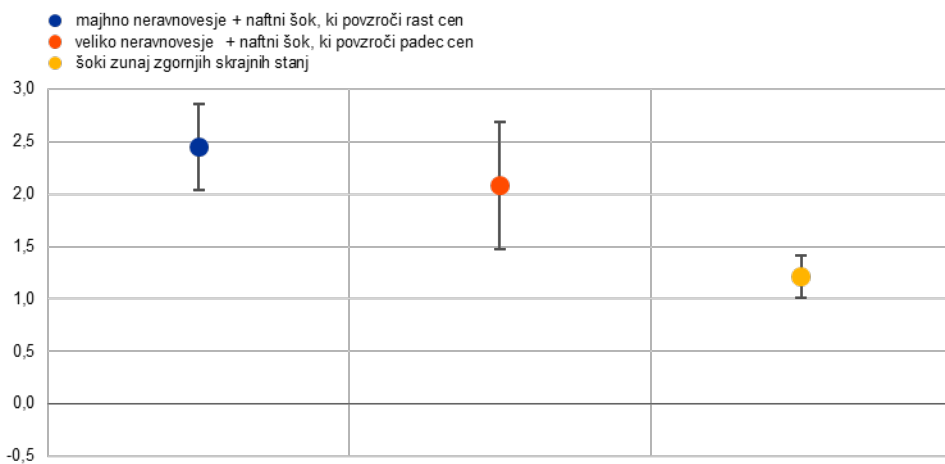 majhno neravnovesje + naftni šok, ki povzroči rast cen
veliko neravnovesje + naftni šok, ki povzroči padec cen
šoki zunaj zgornjih skrajnih stanj
3,0
2,5
2,0
1,5
1,0
0,5
0,0
-0,5